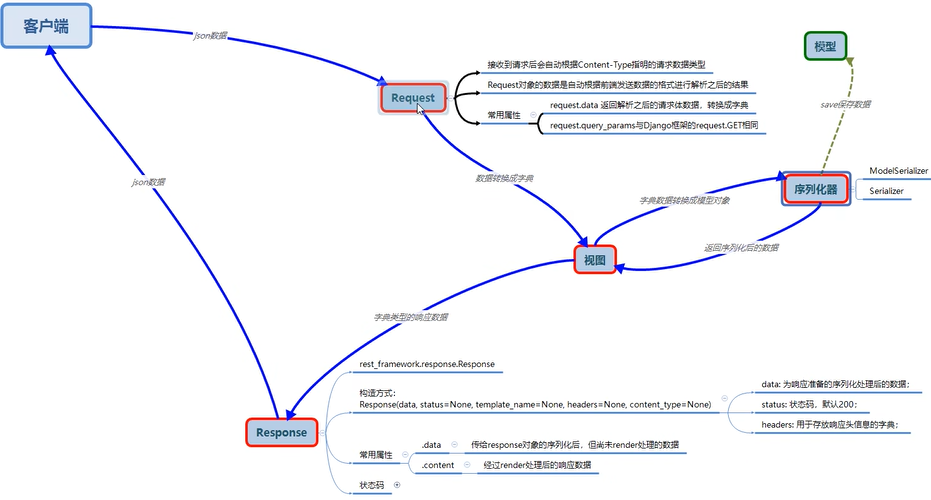 客户端
json数据
模型
接收到请求后会自动根据Content-Type指明的请求数据类型
Request
Request对象的数据是自动根据前端发送数据的格式进行解析之后的结果
常用属性
request.data 返回解析之后的请求体数据，转换成字典
request.query_params与Django框架的request.GET相同
save保存数据
json数据
数据转换成字典
序列化器
ModelSerializer
Serializer
字典数据转换成模型对象
返回序列化后的数据
视图
字典类型的响应数据
rest_framework.response.Response
构造方式：
Response(data, status=None, template_name=None, headers=None, content_type=None)
data: 为响应准备的序列化处理后的数据；
status: 状态码，默认200；
headers: 用于存放响应头信息的字典；
Response
常用属性
.data
传给response对象的序列化后，但尚未render处理的数据
.content
经过render处理后的响应数据
状态码